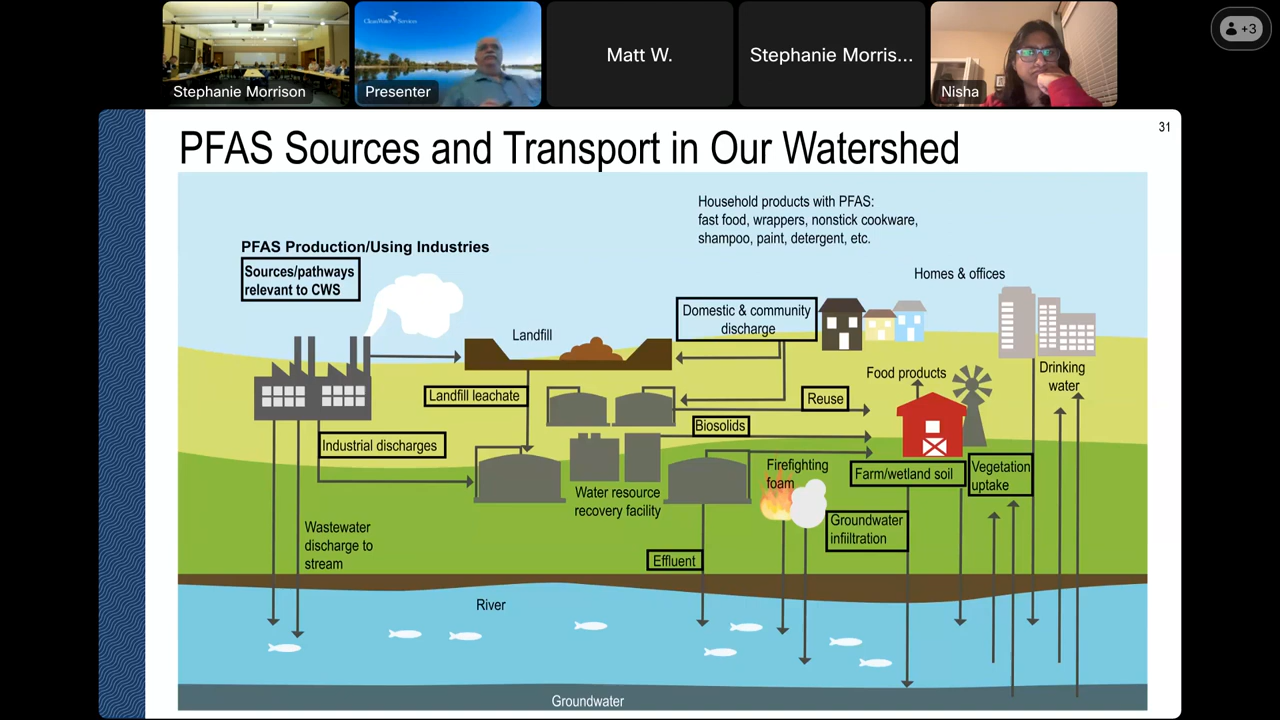 CleanWater Services
Stephanie Morrison
Presenter
Matt W.
Stephanie Morris...
Nisha
+3
31
PFAS Sources and Transport in Our Watershed
Household products with PFAS:
fast food, wrappers, nonstick cookware,
shampoo, paint, detergent, etc.
PFAS Production/Using Industries
Sources/pathways
relevant to CWS
Homes & offices
Landfill
Domestic & community
discharge
Food products
Drinking
water
Landfill leachate
Reuse
Biosolids
Industrial discharges
Firefighting
foam
Farm/wetland soil
Vegetation
uptake
Water resource
recovery facility
Groundwater
infiiltration
Wastewater
discharge to
stream
Effluent
River
Groundwater